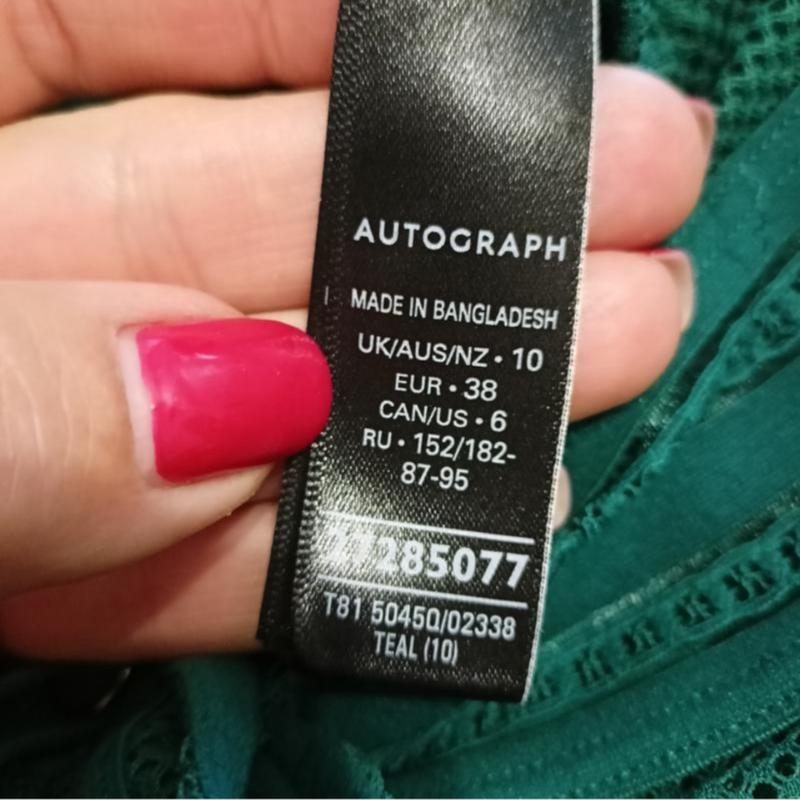 AUTOGRAPH
MADE IN BANGLADESH
UK/AUS/NZ • 10
EUR • 38
CAN/US • 6
RU • 152/182-
87-95
T81 5045Q/02338
TEAL (10)